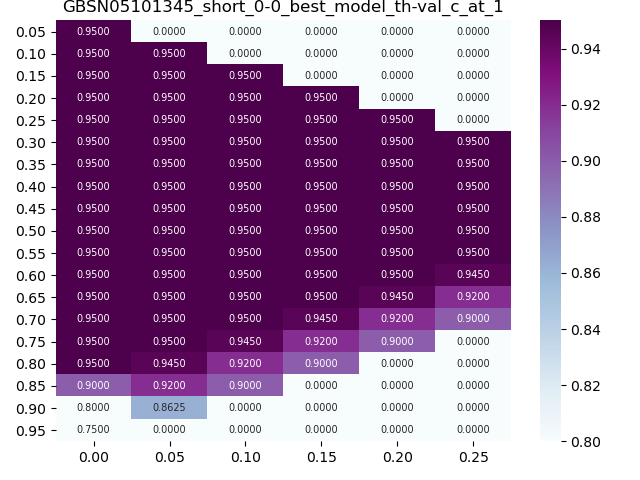 GBSN05101345_short_0-0_best_model_th-val_c_at_1
0.05 0.9500 0.0000 0.0000 0.0000 0.0000 0.0000
0.10 0.9500 0.9500 0.0000 0.0000 0.0000 0.0000
0.15 0.9500 0.9500 0.9500 0.0000 0.0000 0.0000
0.20 0.9500 0.9500 0.9500 0.9500 0.0000 0.0000
0.25 0.9500 0.9500 0.9500 0.9500 0.9500 0.0000
0.30 0.9500 0.9500 0.9500 0.9500 0.9500 0.9500
0.35 0.9500 0.9500 0.9500 0.9500 0.9500 0.9500
0.40 0.9500 0.9500 0.9500 0.9500 0.9500 0.9500
0.45 0.9500 0.9500 0.9500 0.9500 0.9500 0.9500
0.50 0.9500 0.9500 0.9500 0.9500 0.9500 0.9500
0.55 0.9500 0.9500 0.9500 0.9500 0.9500 0.9500
0.60 0.9500 0.9500 0.9500 0.9500 0.9500 0.9450
0.65 0.9500 0.9500 0.9500 0.9500 0.9450 0.9200
0.70 0.9500 0.9500 0.9500 0.9450 0.9200 0.9000
0.75 0.9500 0.9500 0.9450 0.9200 0.9000 0.0000
0.80 0.9500 0.9450 0.9200 0.9000 0.0000 0.0000
0.85 0.9000 0.9200 0.9000 0.0000 0.0000 0.0000
0.90 0.8000 0.8625 0.0000 0.0000 0.0000 0.0000
0.95 0.7500 0.0000 0.0000 0.0000 0.0000 0.0000
0.00 0.05 0.10 0.15 0.20 0.25
0.94
0.92
0.90
0.88
0.86
0.84
0.82
0.80